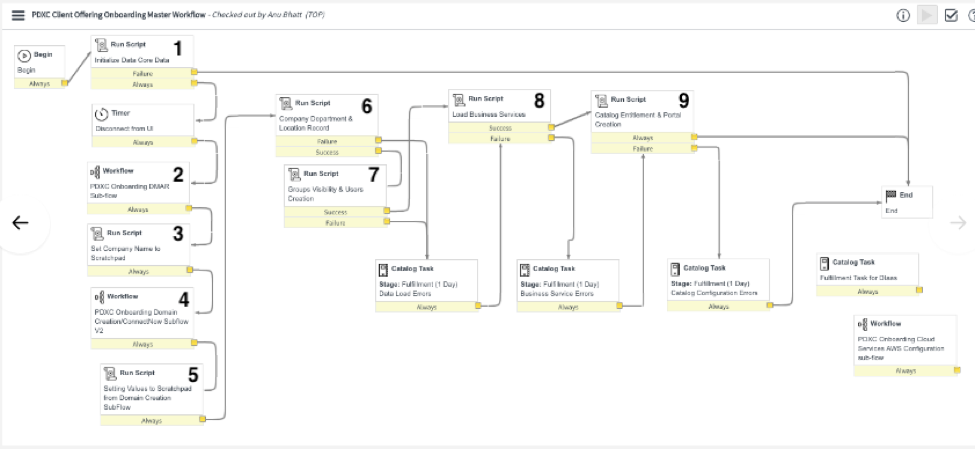 PDXC Client Offering Onboarding Master Workflow - Checked out by Anu Bhatt (TOP)
Begin
Begin
Always
Run Script 1
Initialize Data Core Data
Failure
Always
Timer
Disconnect from UI
Always
Workflow 2
PDXC Onboarding DMAR
Sub-flow
Always
Run Script 3
Set Company Name to
Scratchpad
Always
Workflow 4
PDXC Onboarding Domain
Creation/ConnectNow Subflow
V2
Always
Run Script 5
Setting Values to Scratchpad
from Domain Creation
SubFlow
Always
Run Script 6
Company Department &
Location Record
Failure
Success
Run Script 7
Groups Visibility & Users
Creation
Success
Failure
Run Script 8
Load Business Services
Success
Failure
Run Script 9
Catalog Entitlement & Portal
Creation
Always
Failure
Catalog Task
Stage: Fulfillment (1 Day)
Data Load Errors
Always
Catalog Task
Stage: Fulfillment (1 Day)
Business Service Errors
Always
Catalog Task
Stage: Fulfillment (1 Day)
Catalog Configuration Errors
Always
End
End
Catalog Task
Fulfillment Task for Glass
Always
Workflow
PDXC Onboarding Cloud
Services AWS Configuration
sub-flow
Always